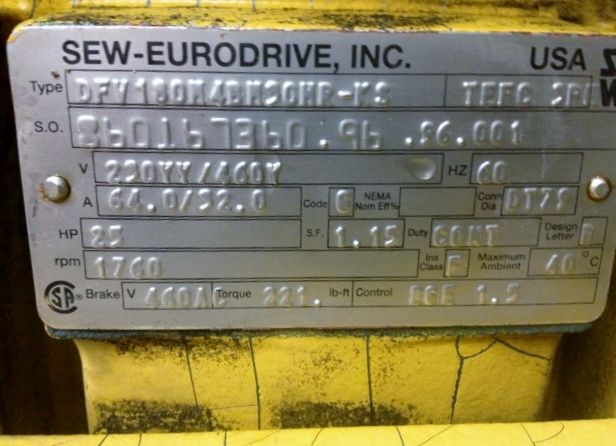 SEW-EURODRIVE, INC. USA
Type DFV180M4BM30HR-KS TEFC 3PH
S.O. 860167360.96 .96.001
V 230YY/460Y HZ 60
A 64.0/32.0 Code G NEMA Nom Eff% Conn Dia DT79
HP 25 S.F. 1.15 Duty CONT Design Letter B
rpm 1760 Ins Class F Maximum Ambient 40 °C
Brake V 460AC Torque 221. lb-ft Control BGE 1.5